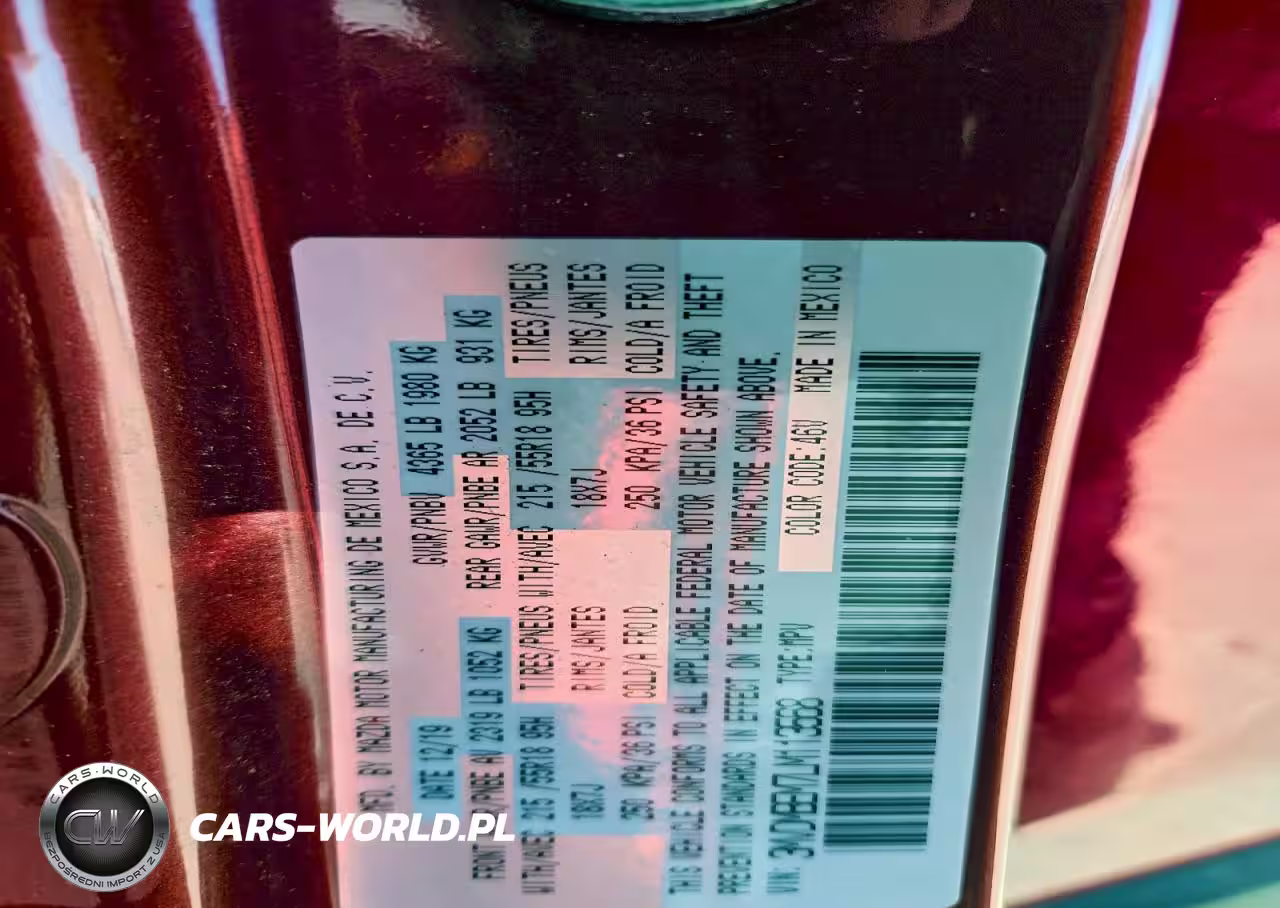 MFD. BY MAZDA MOTOR MANUFACTURING DE MEXICO S.A. DE C.V.
DATE 12/19 GVWR/PNBV 4365 LB 1980 KG
FRONT GAWR/PNBE AV 2319 LB 1052 KG REAR GAWR/PNBE AR 2052 LB 931 KG
WITH/AVEC 215 /55R18 95H TIRES/PNEUS WITH/AVEC 215 /55R18 95H TIRES/PNEUS
18X7J RIMS/JANTES 18X7J RIMS/JANTES
250 KPA/36 PSI COLD/A FROID 250 KPA/36 PSI COLD/A FROID
THIS VEHICLE CONFORMS TO ALL APPLICABLE FEDERAL MOTOR VEHICLE SAFETY AND THEFT
PREVENTION STANDARDS IN EFFECT ON THE DATE OF MANUFACTURE SHOWN ABOVE.
VIN: TYPE:MPV COLOR CODE:46V MADE IN MEXICO
CARS-WORLD
CW
BEZPOŚREDNI IMPORT Z USA
CARS-WORLD.PL